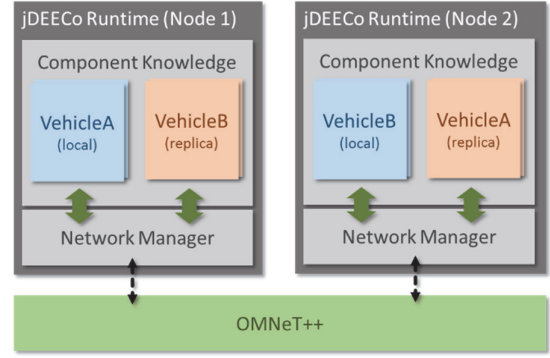 jDEECo Runtime (Node 1)
Component Knowledge
VehicleA
(local)
VehicleB
(replica)
Network Manager
jDEECo Runtime (Node 2)
Component Knowledge
VehicleB
(local)
VehicleA
(replica)
Network Manager
OMNeT++